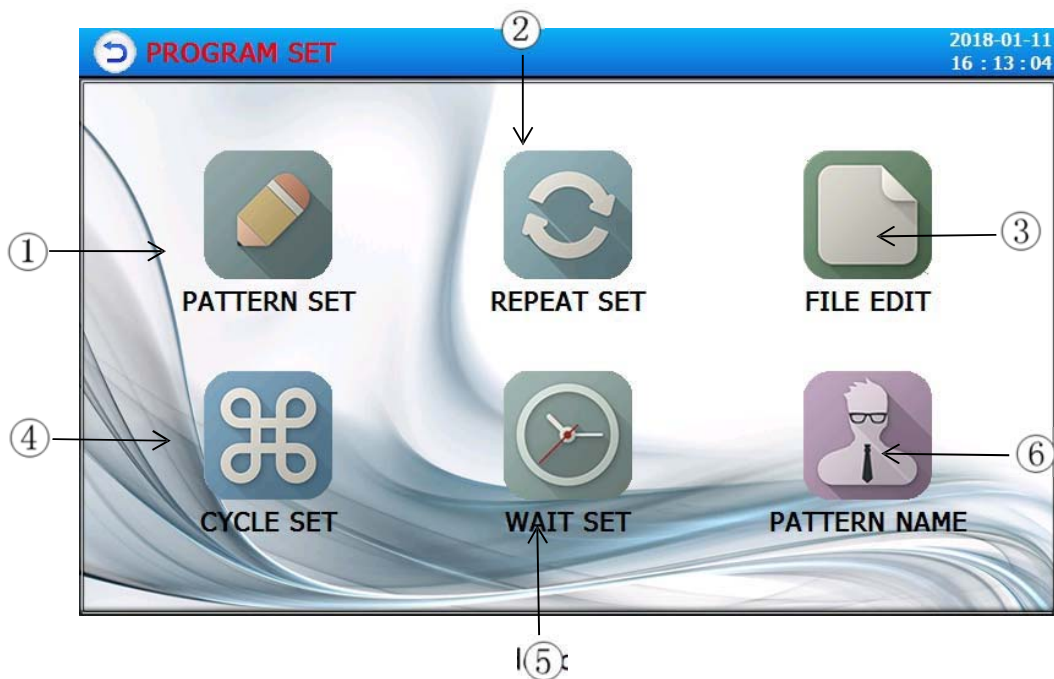 ②
PROGRAM SET
2018-01-11
16 : 13 : 04
①
③
PATTERN SET
REPEAT SET
FILE EDIT
④
⑥
CYCLE SET
WAIT SET
PATTERN NAME
⑤